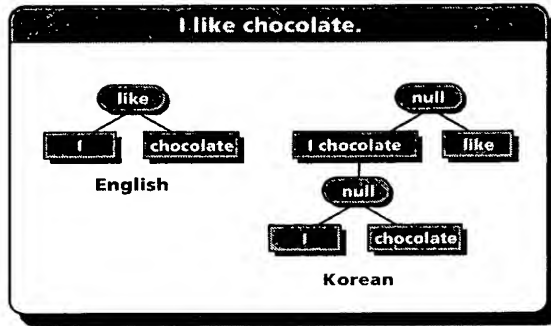 I like chocolate.
like
I
chocolate
English
null
I chocolate
like
null
I
chocolate
Korean